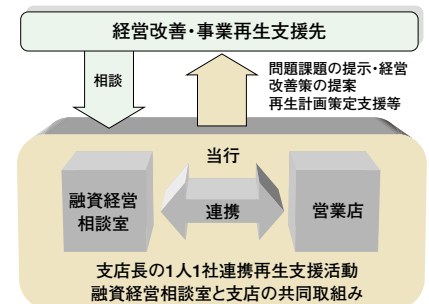 経営改善・事業再生支援先
相談
問題課題の提示・経営
改善策の提案
再生計画策定支援等
当行
融資経営
相談室
連携
営業店
支店長の1人1社連携再生支援活動
融資経営相談室と支店の共同取組み